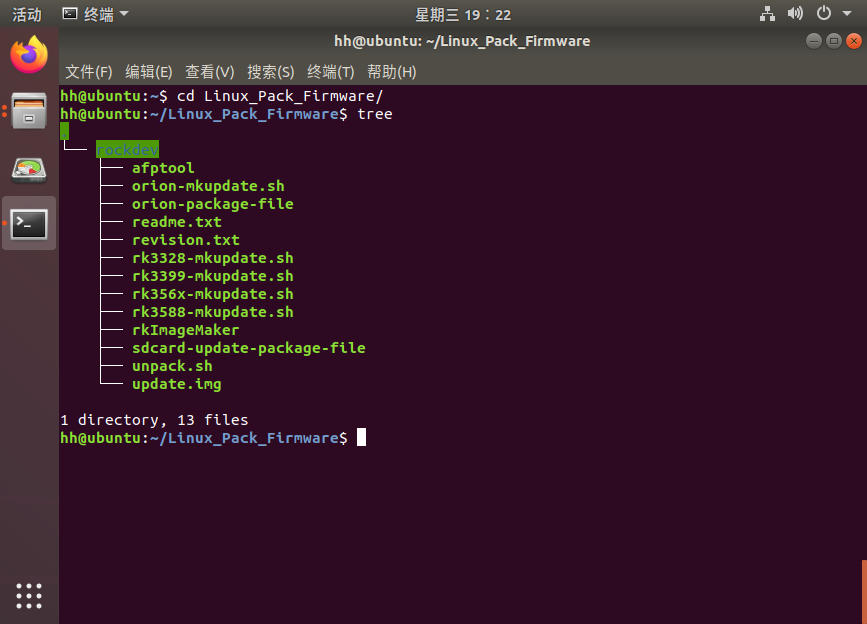 活动 终端 星期三 19：22
hh@ubuntu: ~/Linux_Pack_Firmware
文件(F) 编辑(E) 查看(V) 搜索(S) 终端(T) 帮助(H)
hh@ubuntu:~$ cd Linux_Pack_Firmware/
hh@ubuntu:~/Linux_Pack_Firmware$ tree
.
└── rockdev
├── afptool
├── orion-mkupdate.sh
├── orion-package-file
├── readme.txt
├── revision.txt
├── rk3328-mkupdate.sh
├── rk3399-mkupdate.sh
├── rk356x-mkupdate.sh
├── rk3588-mkupdate.sh
├── rkImageMaker
├── sdcard-update-package-file
├── unpack.sh
└── update.img
1 directory, 13 files
hh@ubuntu:~/Linux_Pack_Firmware$